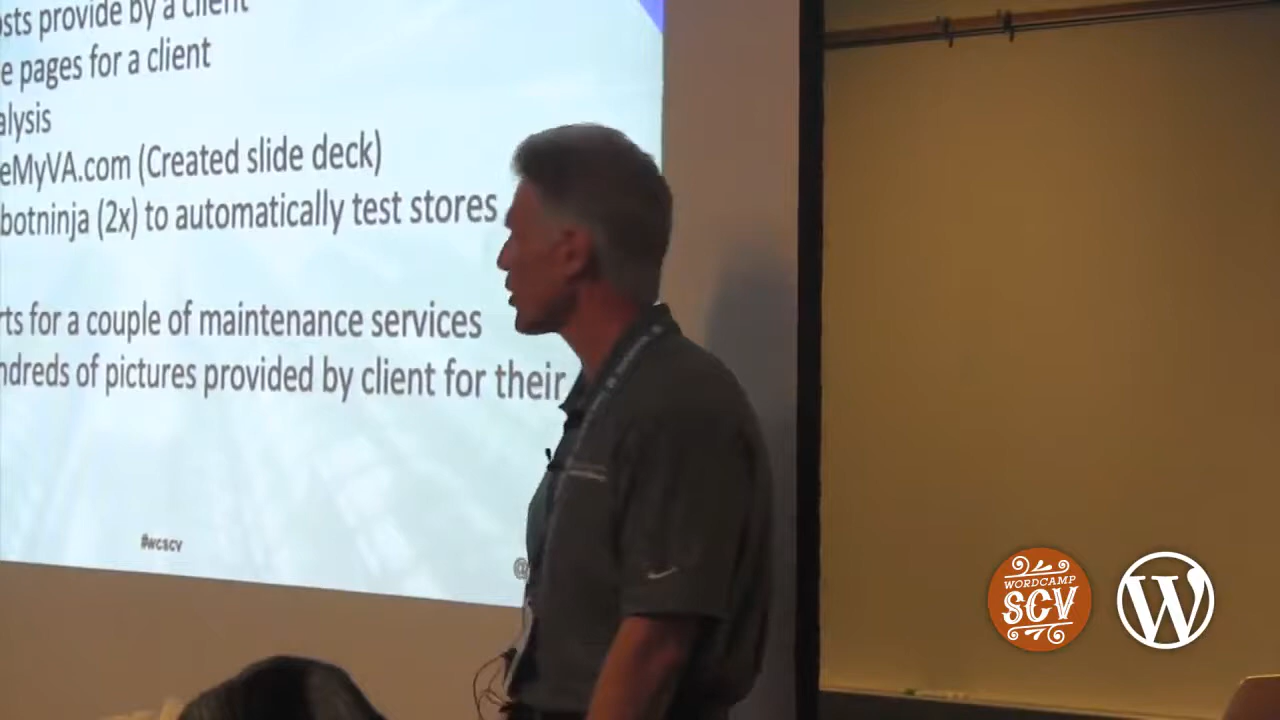 osts provide by a client
e pages for a client
alysis
eMyVA.com (Created slide deck)
botninja (2x) to automatically test stores
rts for a couple of maintenance services
ndreds of pictures provided by client for their
#wcscv
@
WORDCAMP
SCV
W